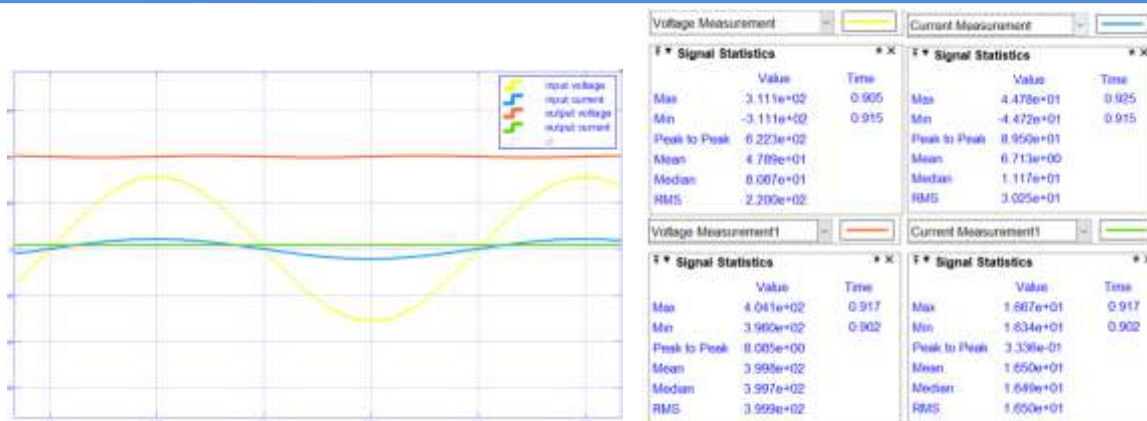 input voltage
input current
output voltage
output current
Voltage Measurement
Signal Statistics
Value Time
Max 3.111e+02 0.905
Min -3.111e+02 0.915
Peak to Peak 6.223e+02
Mean 4.789e+01
Median 8.087e+01
RMS 2.200e+02
Current Measurement
Signal Statistics
Value Time
Max 4.478e+01 0.925
Min -4.472e+01 0.915
Peak to Peak 8.950e+01
Mean 6.713e+00
Median 1.117e+01
RMS 3.025e+01
Voltage Measurement1
Signal Statistics
Value Time
Max 4.041e+02 0.917
Min 3.960e+02 0.902
Peak to Peak 8.085e+00
Mean 3.998e+02
Median 3.997e+02
RMS 3.999e+02
Current Measurement1
Signal Statistics
Value Time
Max 1.667e+01 0.917
Min 1.634e+01 0.902
Peak to Peak 3.336e-01
Mean 1.650e+01
Median 1.649e+01
RMS 1.650e+01